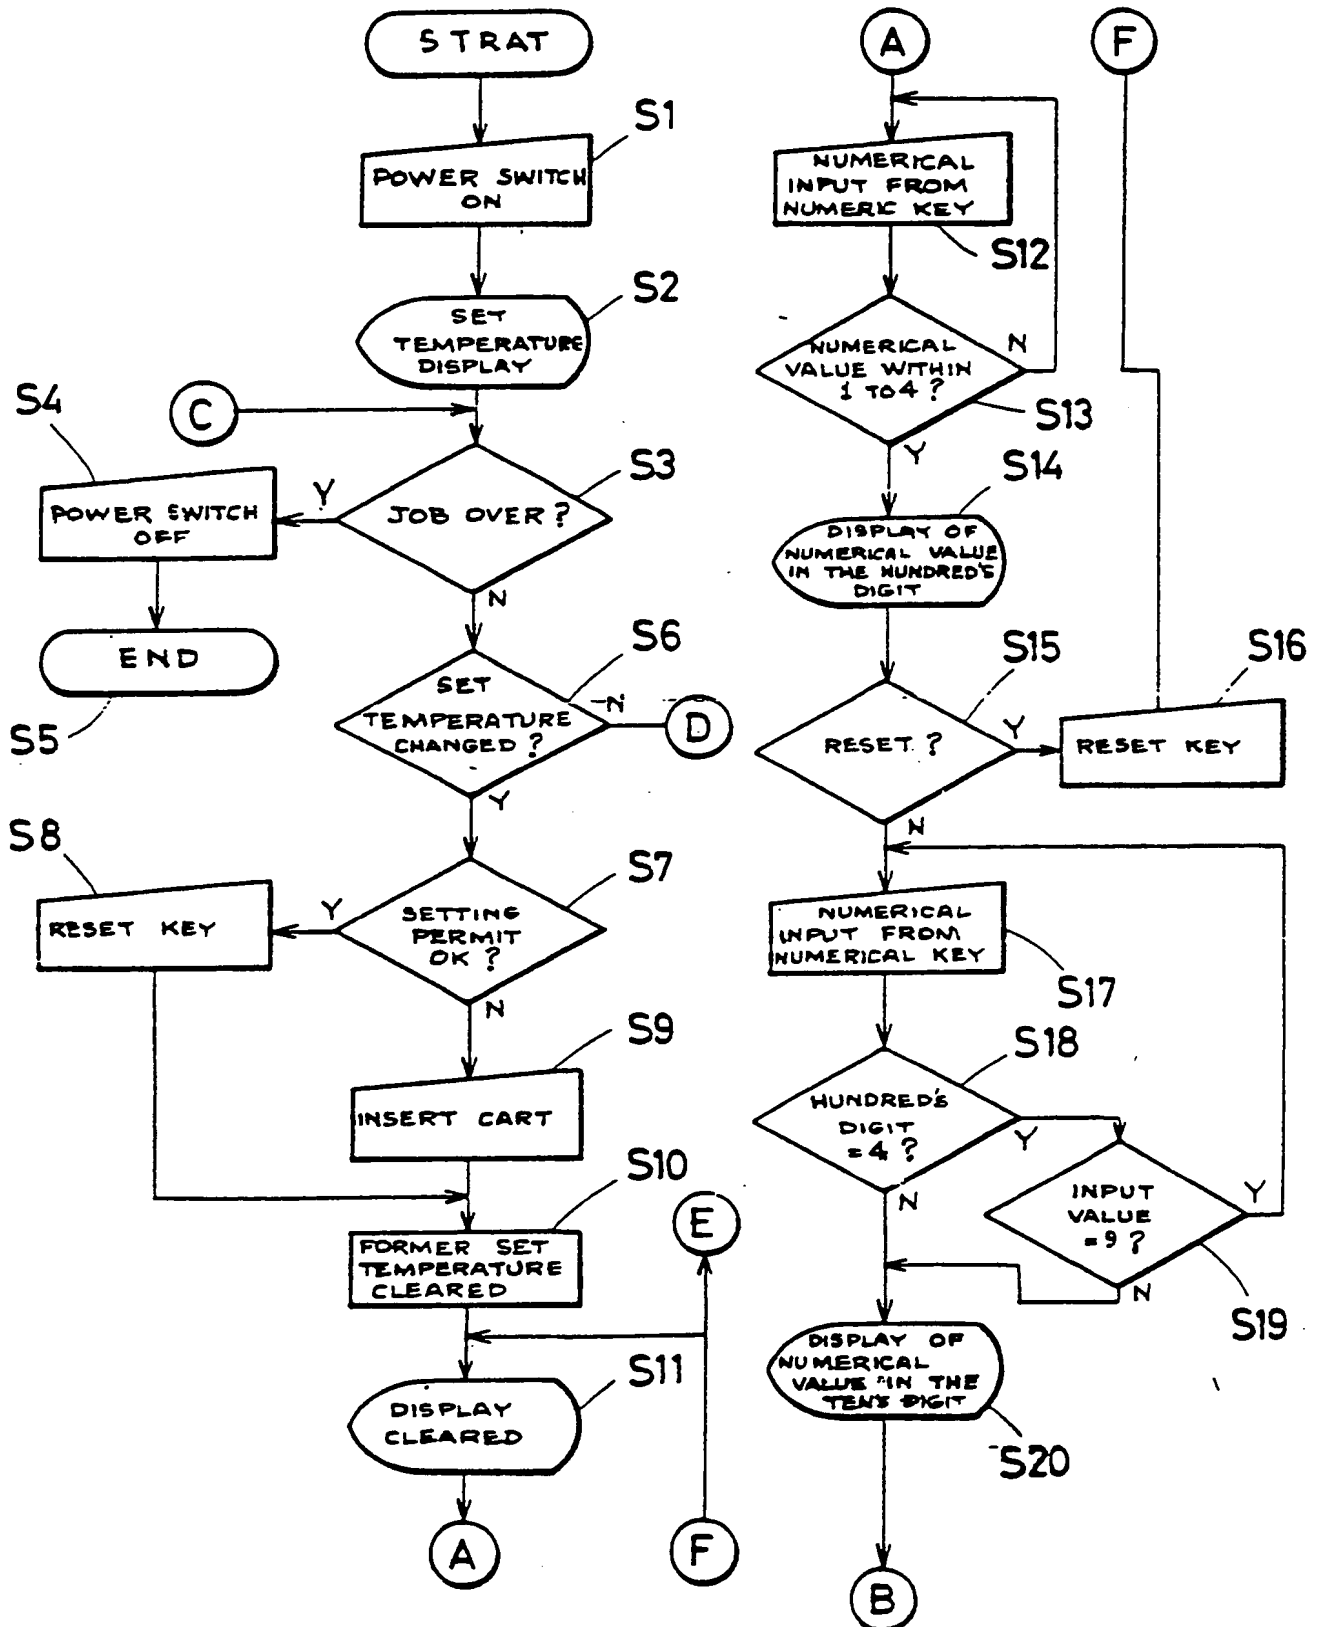 STRAT
S1
POWER SWITCH
ON
S2
SET
TEMPERATURE
DISPLAY
C
S4
POWER SWITCH
OFF
S3
JOB OVER?
Y
N
END
S5
S6
SET
TEMPERATURE
CHANGED?
N
D
Y
S8
RESET KEY
S7
SETTING
PERMIT
OK?
Y
N
S9
INSERT CART
S10
FORMER SET
TEMPERATURE
CLEARED
E
S11
DISPLAY
CLEARED
A
F
A
F
NUMERICAL
INPUT FROM
NUMERIC KEY
S12
NUMERICAL
VALUE WITHIN
1 TO 4?
N
S13
Y
S14
DISPLAY OF
NUMERICAL VALUE
IN THE HUNDRED'S
DIGIT
S15
RESET?
Y
S16
RESET KEY
N
NUMERICAL
INPUT FROM
NUMERICAL KEY
S17
S18
HUNDRED'S
DIGIT
=4?
Y
N
INPUT
VALUE
=9?
Y
N
S19
DISPLAY OF
NUMERICAL
VALUE IN THE
TEN'S DIGIT
S20
B